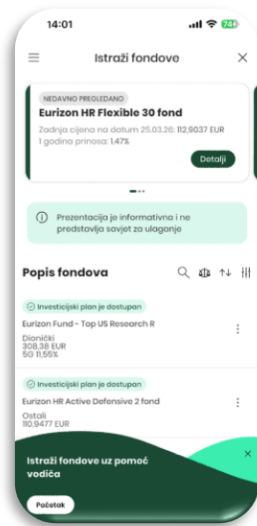 14:01
74
Istraži fondove
NEDAVNO PREGLEDANO
Eurizon HR Flexible 30 fond
Zadnja cijena na datum 25.03.26: 112,9037 EUR
1 godina prinosa: 1.47%
Detalji
Prezentacija je informativna i ne
predstavlja savjet za ulaganje
Popis fondova
Investicijski plan je dostupan
Eurizon Fund - Top US Research R
Dionički
308,38 EUR
5G 11,55%
Investicijski plan je dostupan
Eurizon HR Active Defensive 2 fond
Ostali
110,9477 EUR
Istraži fondove uz pomoć
vodiča
Početak